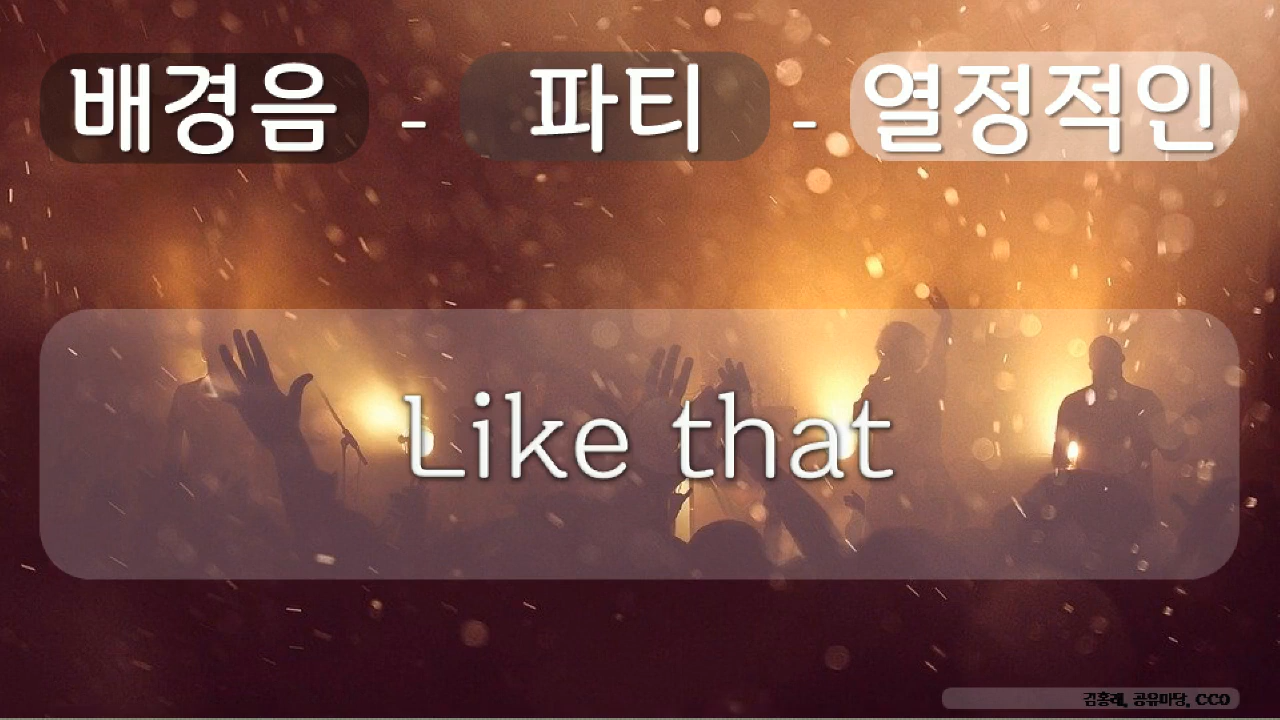 배경음 - 파티 - 열정적인
Like that
김홍래, 공유마당, CC0